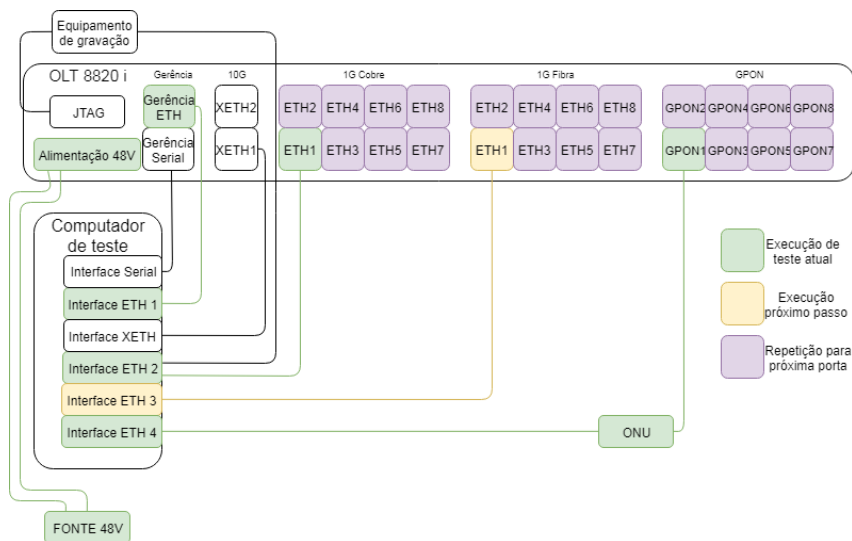 Equipamento
de gravação
OLT 8820 i
Gerência
10G
1G Cobre
1G Fibra
GPON
JTAG
Gerência
ETH
XETH2
ETH2
ETH4
ETH6
ETH8
ETH2
ETH4
ETH6
ETH8
GPON2
GPON4
GPON6
GPON8
Alimentação 48V
Gerência
Serial
XETH1
ETH1
ETH3
ETH5
ETH7
ETH1
ETH3
ETH5
ETH7
GPON1
GPON3
GPON5
GPON7
Computador
de teste
Interface Serial
Interface ETH 1
Interface XETH
Interface ETH 2
Interface ETH 3
Interface ETH 4
ONU
FONTE 48V
Execução de
teste atual
Execução
próximo passo
Repetição para
próxima porta